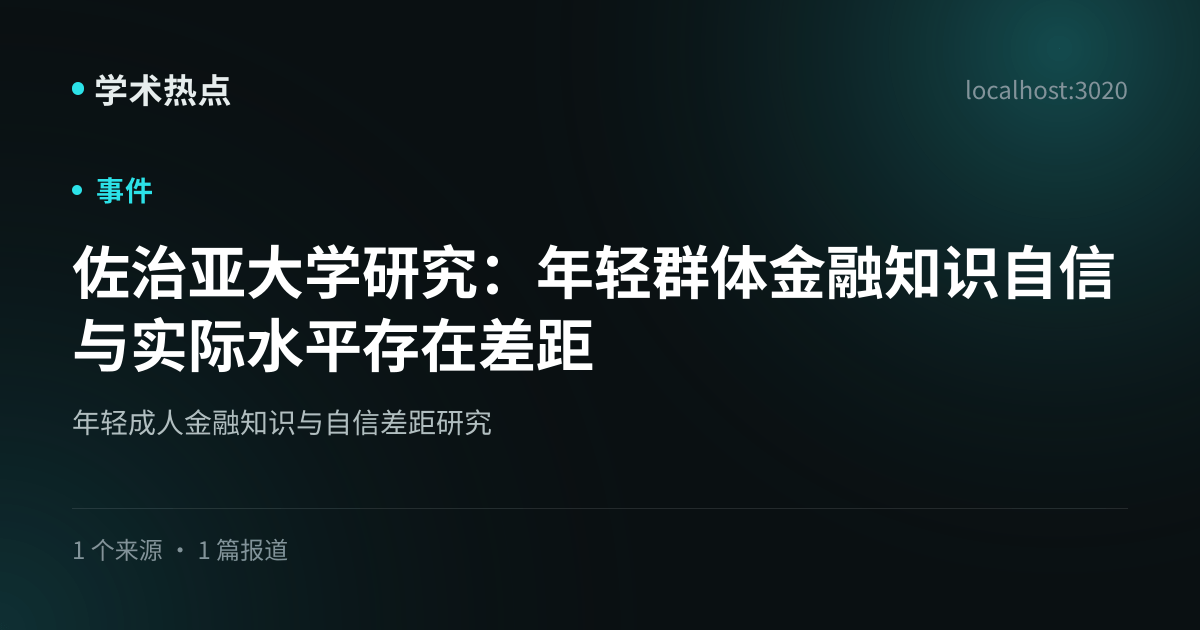 学术热点
localhost:3020
事件
佐治亚大学研究：年轻群体金融知识自信
与实际水平存在差距
年轻成人金融知识与自信差距研究
1 个来源 · 1 篇报道